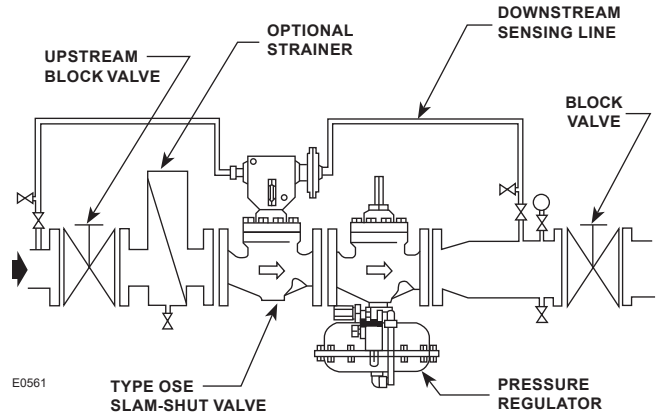 DOWNSTREAM
SENSING LINE
OPTIONAL
STRAINER
UPSTREAM
BLOCK VALVE
BLOCK
VALVE
E0561
TYPE OSE
SLAM-SHUT VALVE
PRESSURE
REGULATOR